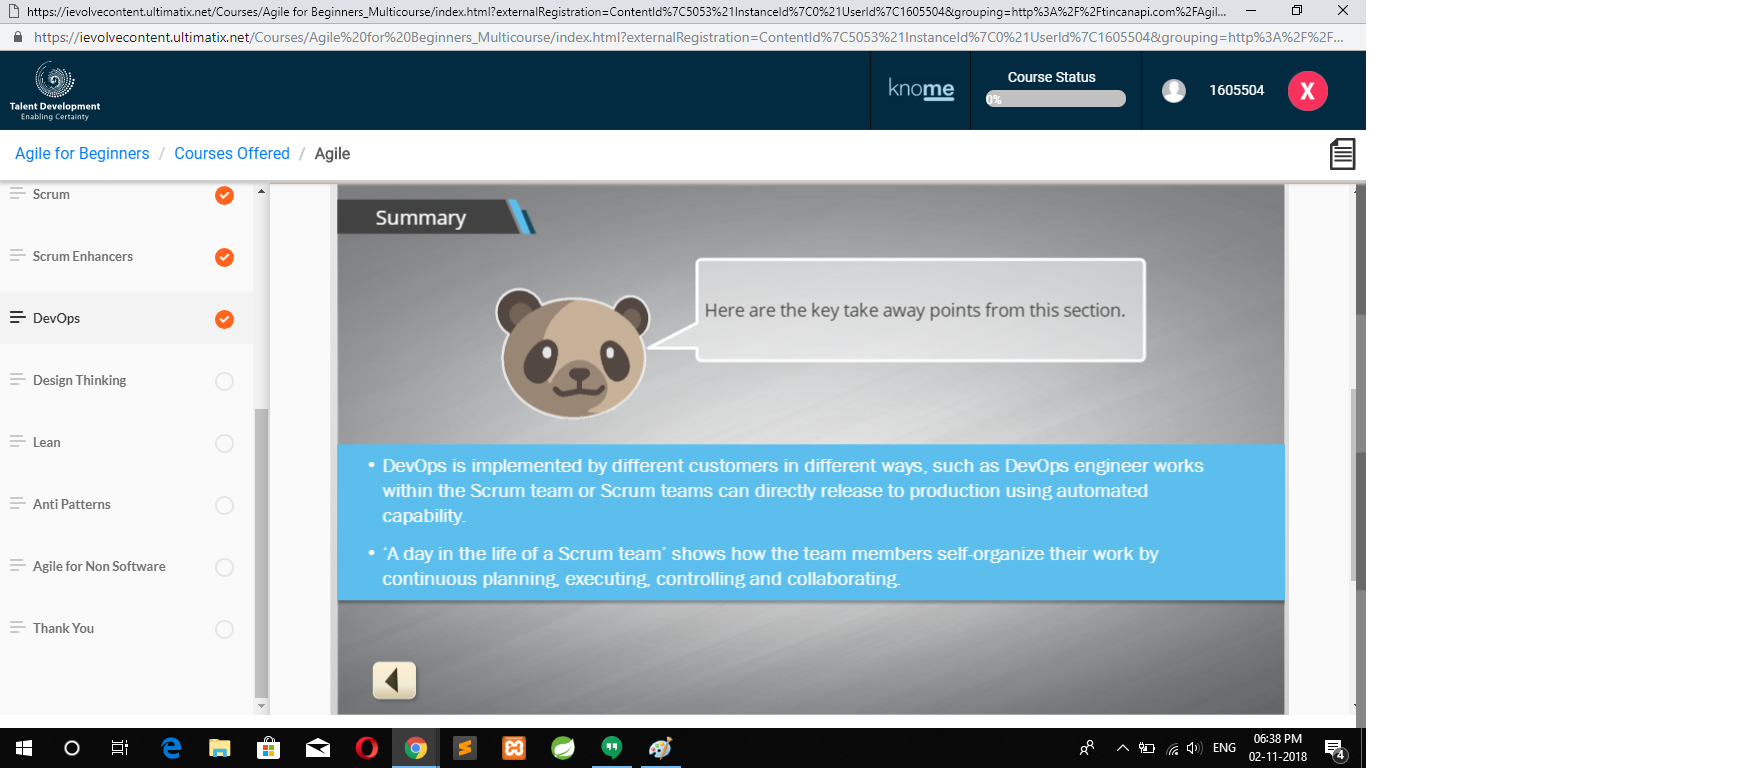 https://ievolvecontent.ultimatix.net/Courses/Agile for Beginners_Multicourse/index.html?externalRegistration=ContentId%7C5053%21InstanceId%7C0%21UserId%7C1605504&grouping=http%3A%2F%2Ftincanapi.com%2FAgil...
https://ievolvecontent.ultimatix.net/Courses/Agile%20for%20Beginners_Multicourse/index.html?externalRegistration=ContentId%7C5053%21InstanceId%7C0%21UserId%7C1605504&grouping=http%3A%2F%2F...
Talent Development
Enabling Certainty
knome
Course Status
0%
1605504
X
Agile for Beginners / Courses Offered / Agile
Scrum
Scrum Enhancers
DevOps
Design Thinking
Lean
Anti Patterns
Agile for Non Software
Thank You
Summary
Here are the key take away points from this section.
• DevOps is implemented by different customers in different ways, such as DevOps engineer works
within the Scrum team or Scrum teams can directly release to production using automated
capability.
• ‘A day in the life of a Scrum team’ shows how the team members self-organize their work by
continuous planning, executing, controlling and collaborating.
ENG
06:38 PM
02-11-2018
4